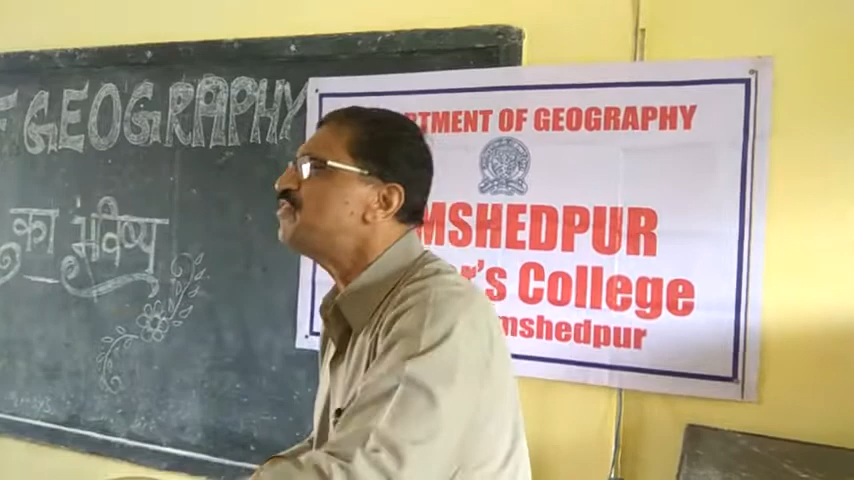 GEOGRAPHY
का भविष्य
RTMENT OF GEOGRAPHY
MSHEDPUR
r's College
mshedpur